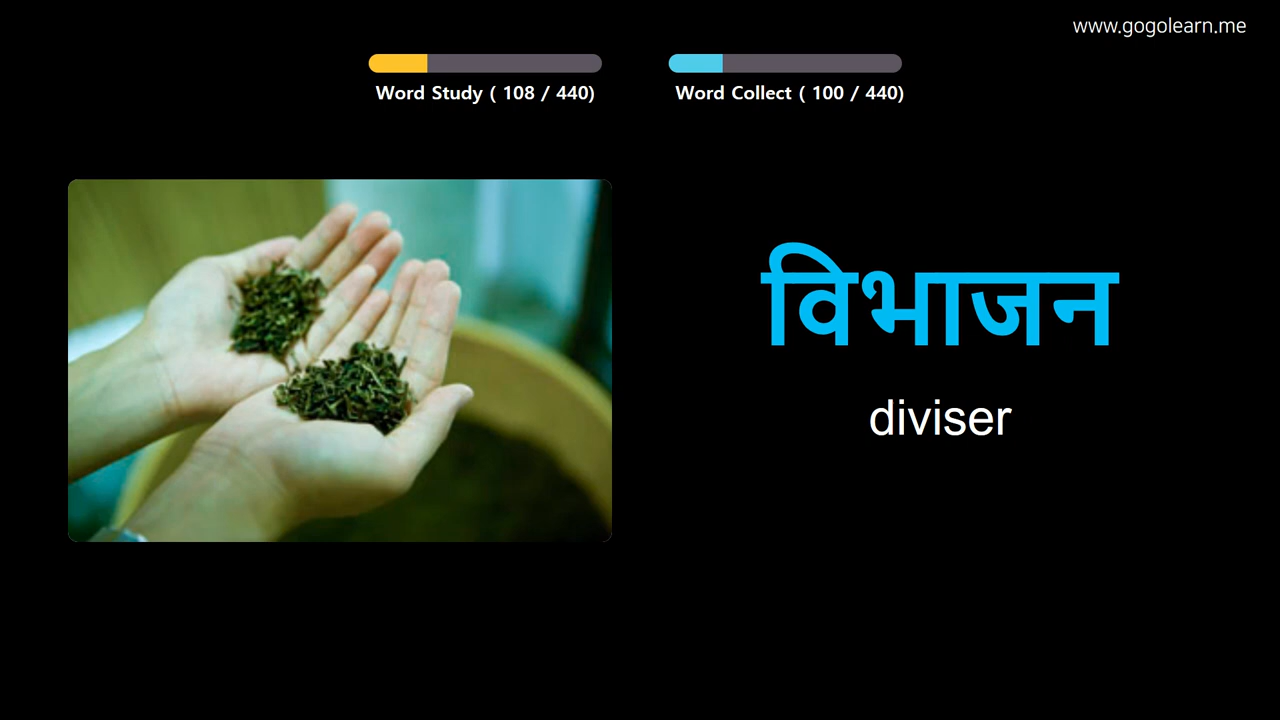 www.gogolearn.me
Word Study ( 108 / 440)
Word Collect ( 100 / 440)
विभाजन
diviser